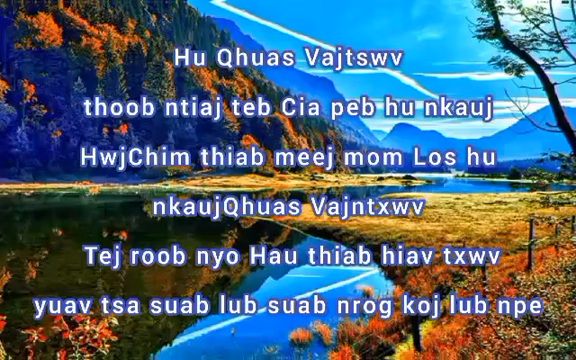 Hu Qhuas Vajtswv
thoob ntiaj teb Cia peb hu nkauj
HwjChim thiab meej mom Los hu
nkaujQhuas Vajntxwv
Tej roob nyo Hau thiab hiav txwv
yuav tsa suab lub suab nrog koj lub npe